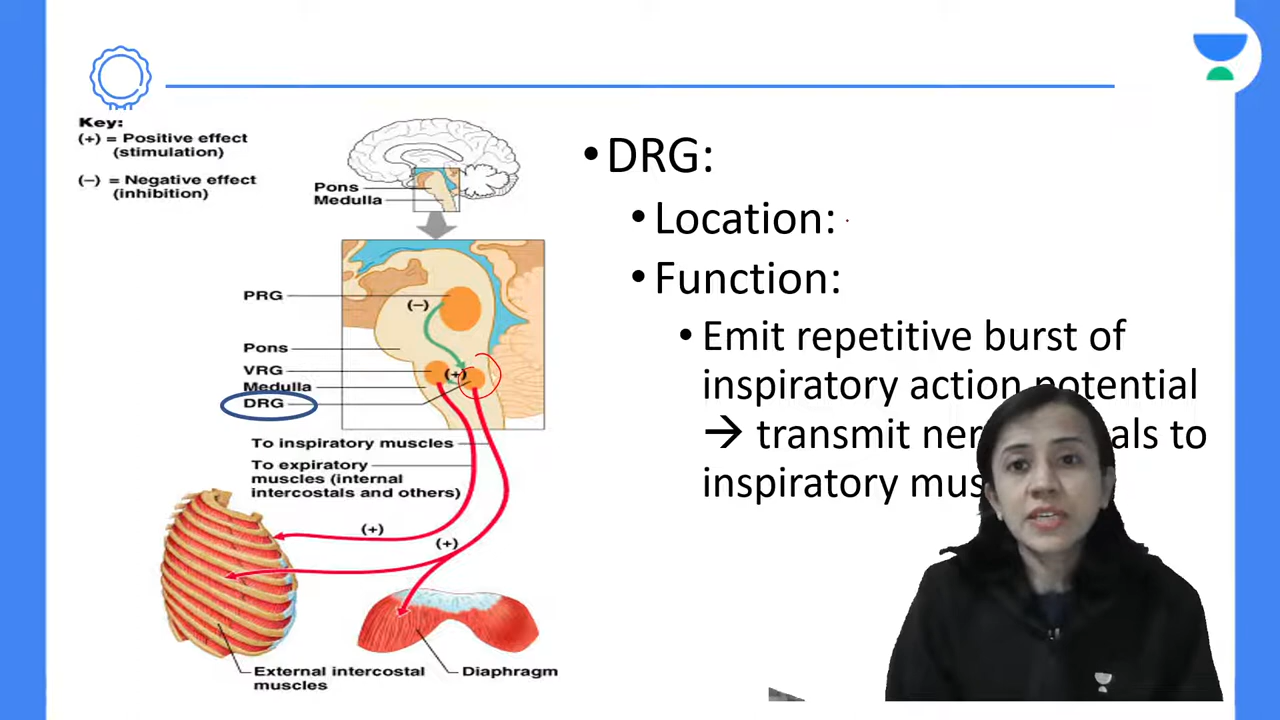 Key:
(+) = Positive effect
(stimulation)
(−) = Negative effect
(inhibition)
Pons
Medulla
PRG
(−)
Pons
VRG
(+)
Medulla
DRG
To inspiratory muscles
To expiratory
muscles (internal
intercostals and others)
(+)
(+)
External intercostal
muscles
Diaphragm
• DRG:
• Location:
• Function:
• Emit repetitive burst of
inspiratory action potential
→ transmit to
inspiratory